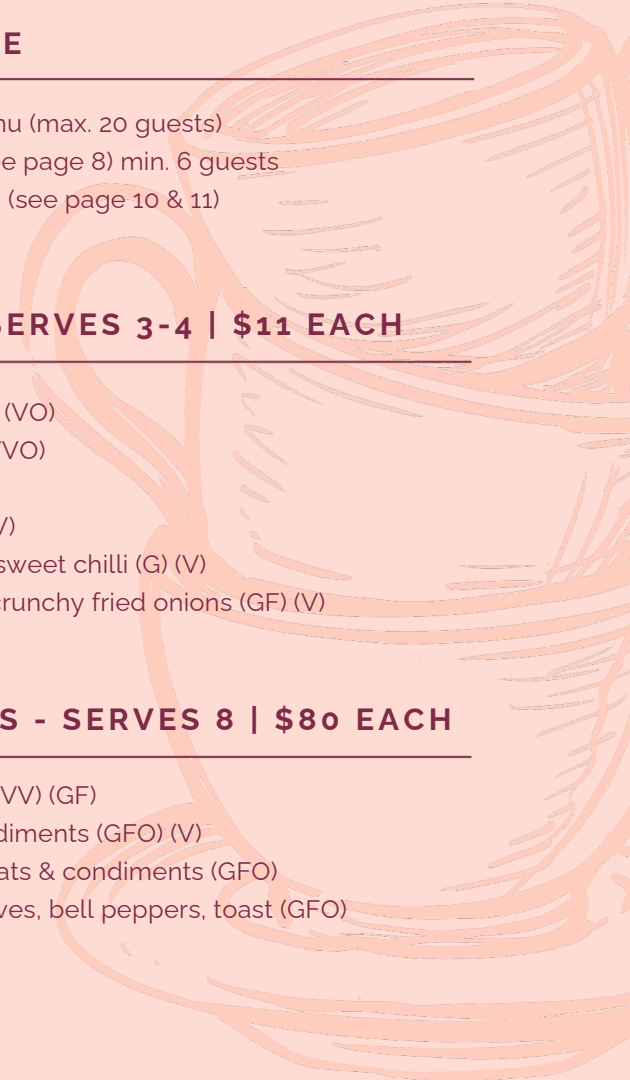 E
nu (max. 20 guests)
e page 8) min. 6 guests
(see page 10 & 11)
SERVES 3-4 | $11 EACH
(VO)
VVO)
V)
sweet chilli (G) (V)
crunchy fried onions (GF) (V)
S - SERVES 8 | $80 EACH
VV) (GF)
diments (GFO) (V)
ats & condiments (GFO)
ves, bell peppers, toast (GFO)